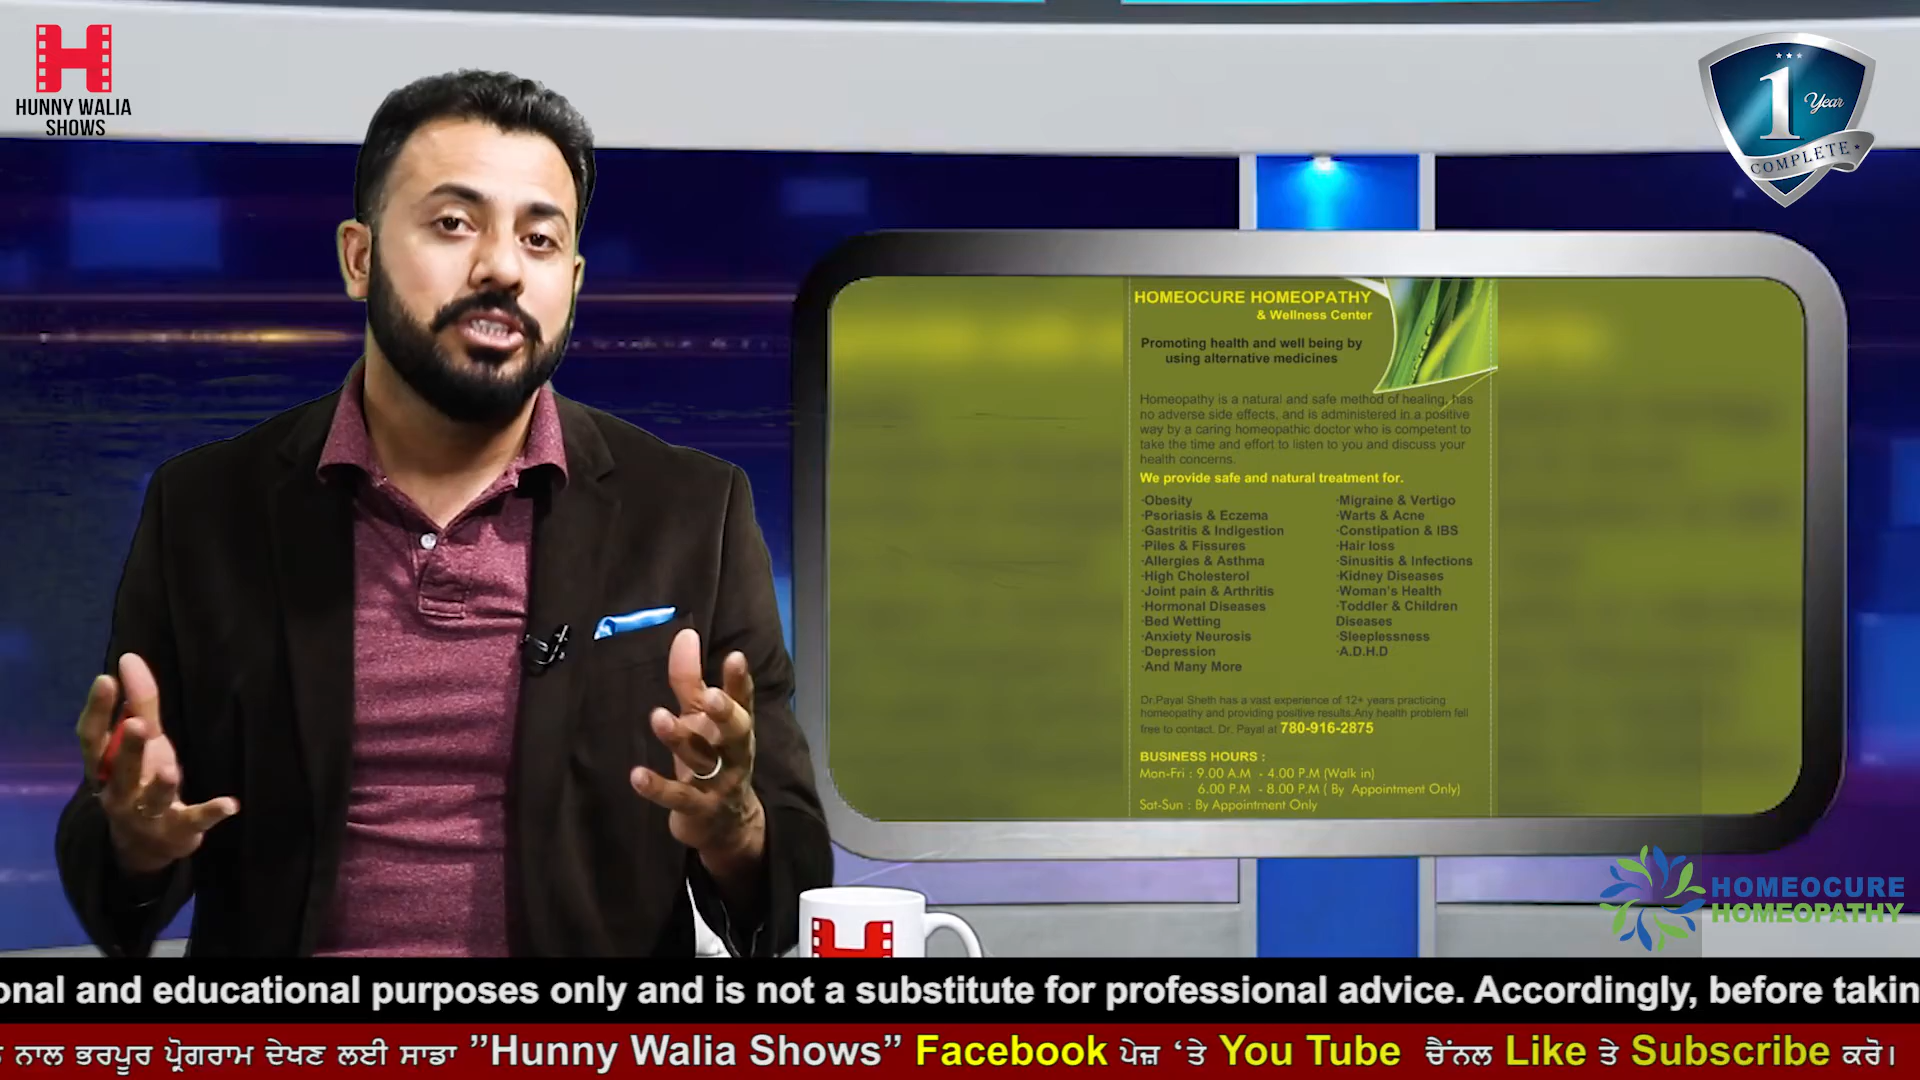 HUNNY WALIA
SHOWS
1 Year
COMPLETE
HOMEOCURE HOMEOPATHY
& Wellness Center
Promoting health and well being by
using alternative medicines
Homeopathy is a natural and safe method of healing, has
no adverse side effects, and is administered in a positive
way by a caring homeopathic doctor who is competent to
take the time and effort to listen to you and discuss your
health concerns.
We provide safe and natural treatment for.
·Obesity
·Psoriasis & Eczema
·Gastritis & Indigestion
·Piles & Fissures
·Allergies & Asthma
·High Cholesterol
·Joint pain & Arthritis
·Hormonal Diseases
·Bed Wetting
·Anxiety Neurosis
·Depression
·And Many More
·Migraine & Vertigo
·Warts & Acne
·Constipation & IBS
·Hair loss
·Sinusitis & Infections
·Kidney Diseases
·Woman's Health
·Toddler & Children
Diseases
·Sleeplessness
·A.D.H.D
Dr.Payal Sheth has a vast experience of 12+ years practicing
homeopathy and providing positive results.Any health problem fell
free to contact. Dr. Payal at 780-916-2875
BUSINESS HOURS :
Mon-Fri : 9.00 A.M - 4.00 P.M (Walk in)
6.00 P.M - 8.00 P.M ( By Appointment Only)
Sat-Sun : By Appointment Only
HOMEOCURE
HOMEOPATHY
onal and educational purposes only and is not a substitute for professional advice. Accordingly, before takin
ਨਾਲ ਭਰਪੂਰ ਪ੍ਰੋਗਰਾਮ ਦੇਖਣ ਲਈ ਸਾਡਾ ”Hunny Walia Shows” Facebook ਪੇਜ਼ ‘ਤੇ You Tube ਚੈਂਨਲ Like ਤੇ Subscribe ਕਰੋ।